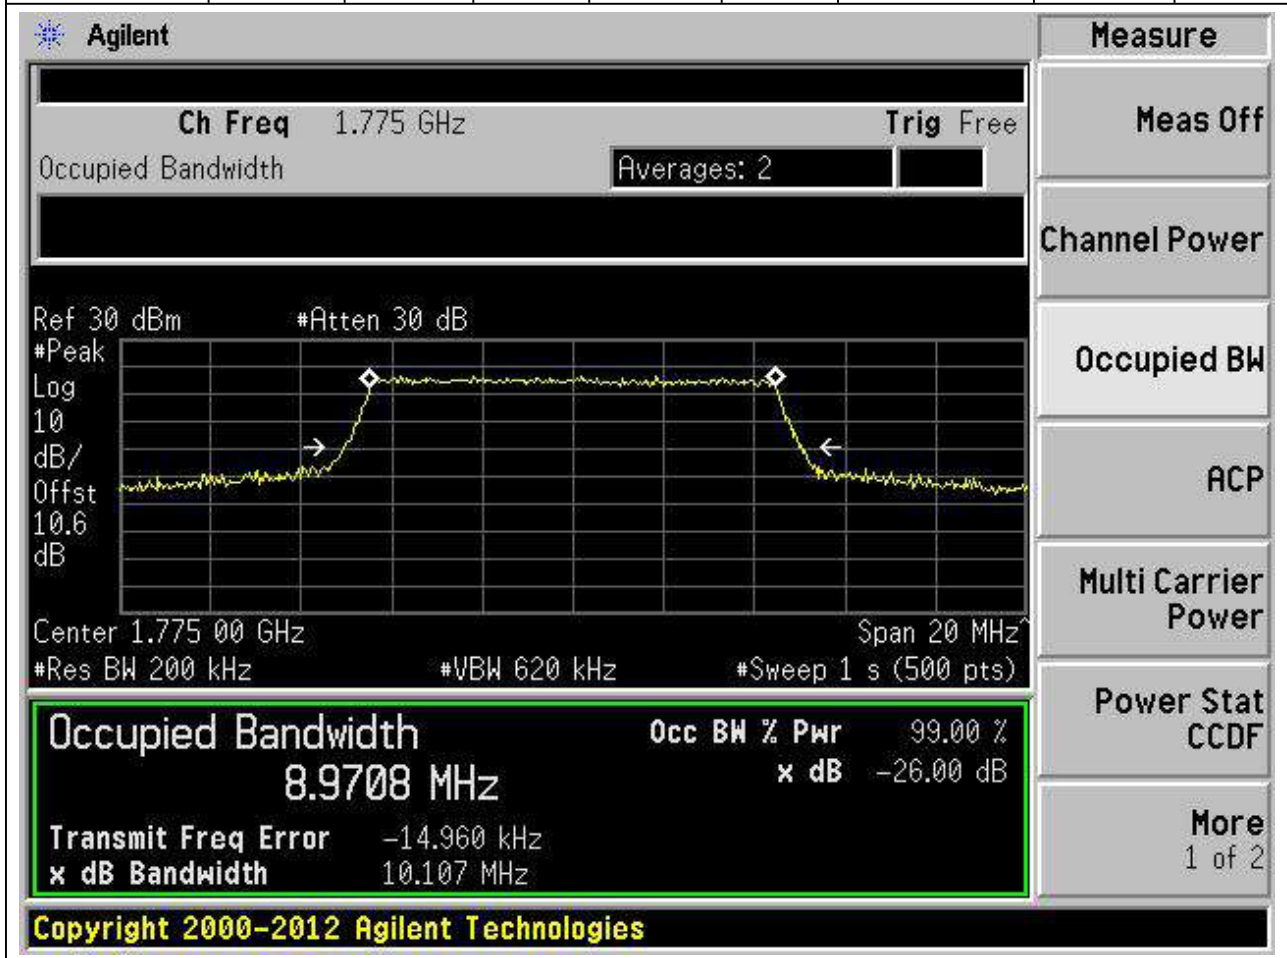 Agilent
Measure
Ch Freq 1.775 GHz Trig Free
Occupied Bandwidth Averages: 2
Meas Off
Channel Power
Occupied BW
ACP
Multi Carrier
Power
Power Stat
CCDF
More
1 of 2
Ref 30 dBm #Atten 30 dB
#Peak
Log
10
dB/
Offst
10.6
dB
Center 1.775 00 GHz Span 20 MHz^
#Res BW 200 kHz #VBW 620 kHz #Sweep 1 s (500 pts)
Occupied Bandwidth Occ BW % Pwr 99.00 %
8.9708 MHz x dB -26.00 dB
Transmit Freq Error -14.960 kHz
x dB Bandwidth 10.107 MHz
Copyright 2000-2012 Agilent Technologies